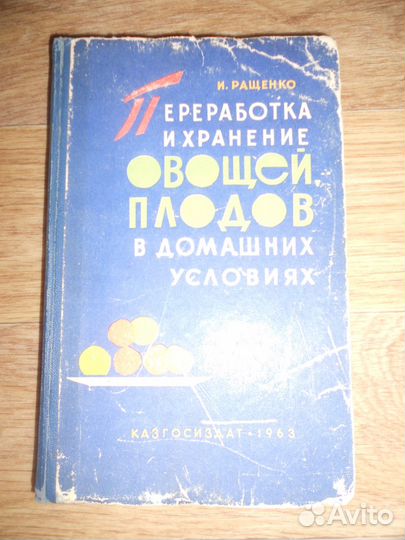 И. РАЩЕНКО
ПЕРЕРАБОТКА
И ХРАНЕНИЕ
ОВОЩЕЙ,
ПЛОДОВ
В ДОМАШНИХ
УСЛОВИЯХ
КАЗГОСИЗДАТ • 1963
Avito